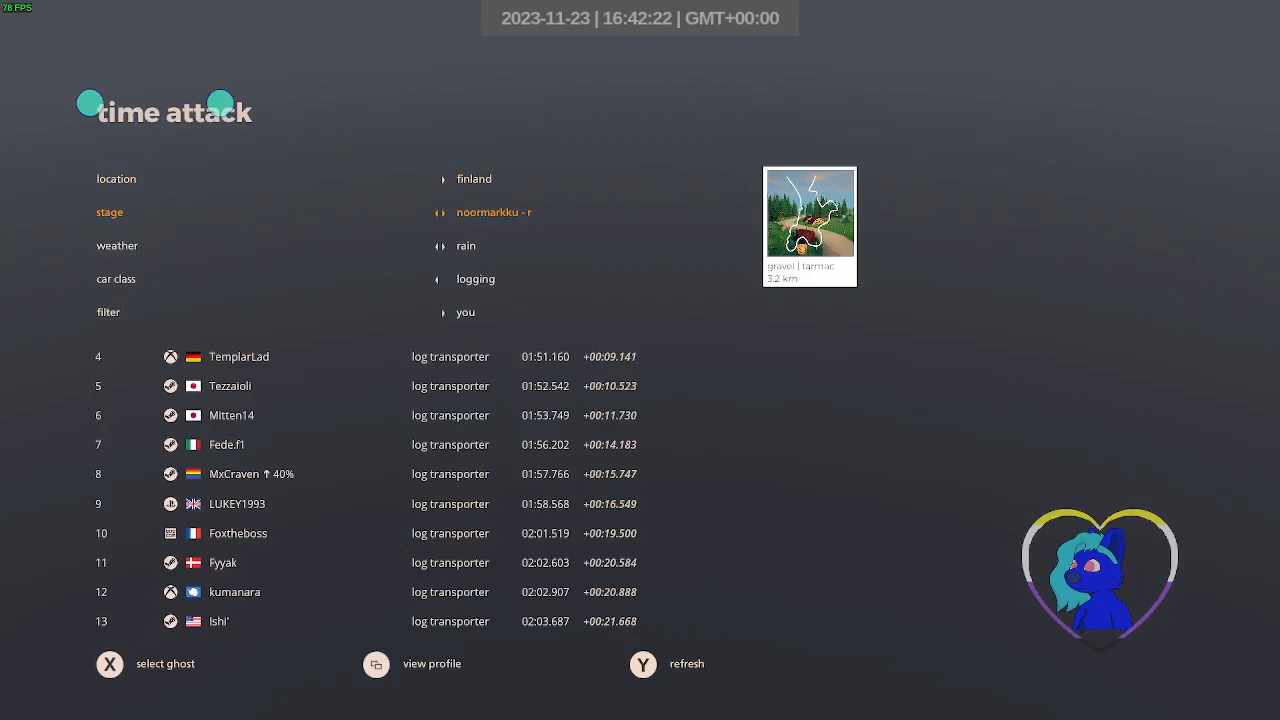 78 FPS
2023-11-23 | 16:42:22 | GMT+00:00
time attack
location finland
stage noormarkku - r
weather rain
car class logging
filter you
gravel | tarmac
3.2 km
4 TemplarLad log transporter 01:51.160 +00:09.141
5 Tezzaioli log transporter 01:52.542 +00:10.523
6 Mitten14 log transporter 01:53.749 +00:11.730
7 Fede.f1 log transporter 01:56.202 +00:14.183
8 MxCraven ↑ 40% log transporter 01:57.766 +00:15.747
9 LUKEY1993 log transporter 01:58.568 +00:16.549
10 Foxtheboss log transporter 02:01.519 +00:19.500
11 Fyyak log transporter 02:02.603 +00:20.584
12 kumanara log transporter 02:02.907 +00:20.888
13 Ishi' log transporter 02:03.687 +00:21.668
X select ghost view profile Y refresh